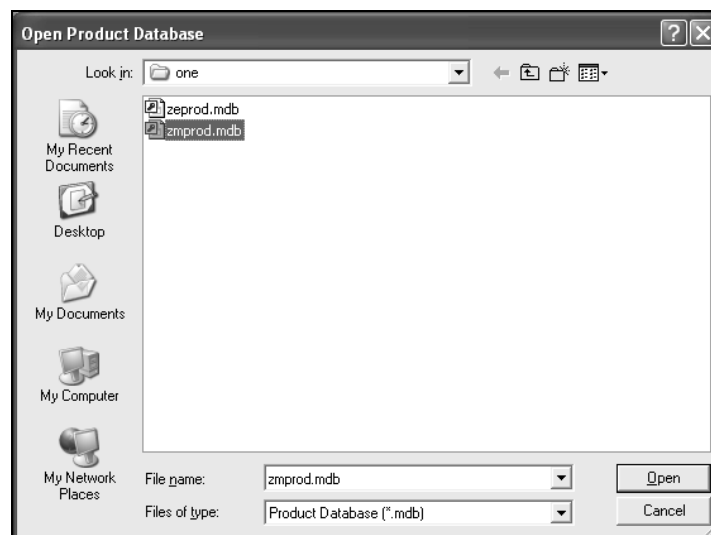 Open Product Database
Look in: one
zeprod.mdb
zmprod.mdb
My Recent
Documents
Desktop
My Documents
My Computer
My Network
Places
File name: zmprod.mdb Open
Files of type: Product Database (*.mdb) Cancel